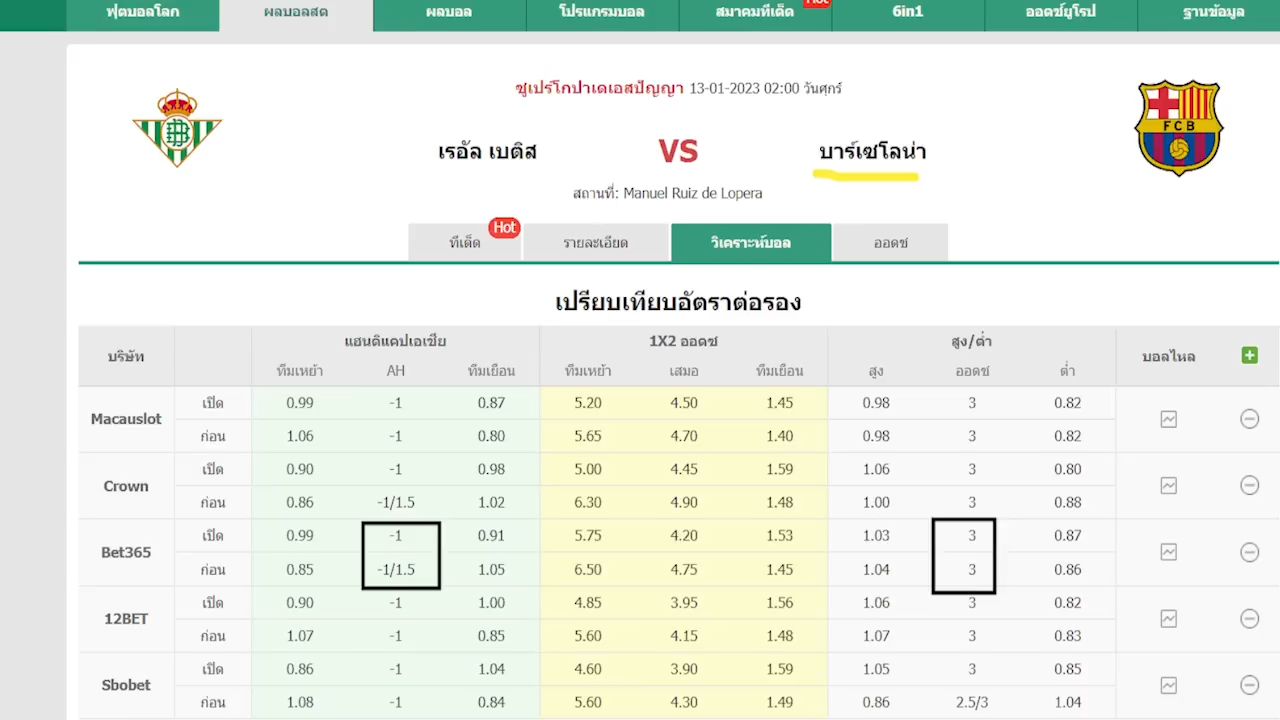 ฟุตบอลโลก ผลบอลสด ผลบอล โปรแกรมบอล สมาคมทีเด็ด Hot 6in1 ออดซ์ยุโรป ฐานข้อมูล
ซูเปร์โกปาเดเอสปัญญา 13-01-2023 02:00 วันศุกร์
เรอัล เบติส VS บาร์เซโลน่า
FCB
สถานที่: Manuel Ruiz de Lopera
ทีเด็ด Hot รายละเอียด วิเคราะห์บอล ออดซ์
เปรียบเทียบอัตราต่อรอง
บริษัท แฮนดิแคปเอเชีย 1X2 ออดซ์ สูง/ต่ำ บอลไหล
ทีมเหย้า AH ทีมเยือน ทีมเหย้า เสมอ ทีมเยือน สูง ออดซ์ ต่ำ
Macauslot เปิด 0.99 -1 0.87 5.20 4.50 1.45 0.98 3 0.82
ก่อน 1.06 -1 0.80 5.65 4.70 1.40 0.98 3 0.82
Crown เปิด 0.90 -1 0.98 5.00 4.45 1.59 1.06 3 0.80
ก่อน 0.86 -1/1.5 1.02 6.30 4.90 1.48 1.00 3 0.88
Bet365 เปิด 0.99 -1 0.91 5.75 4.20 1.53 1.03 3 0.87
ก่อน 0.85 -1/1.5 1.05 6.50 4.75 1.45 1.04 3 0.86
12BET เปิด 0.90 -1 1.00 4.85 3.95 1.56 1.06 3 0.82
ก่อน 1.07 -1 0.85 5.60 4.15 1.48 1.07 3 0.83
Sbobet เปิด 0.86 -1 1.04 4.60 3.90 1.59 1.05 3 0.85
ก่อน 1.08 -1 0.84 5.60 4.30 1.49 0.86 2.5/3 1.04